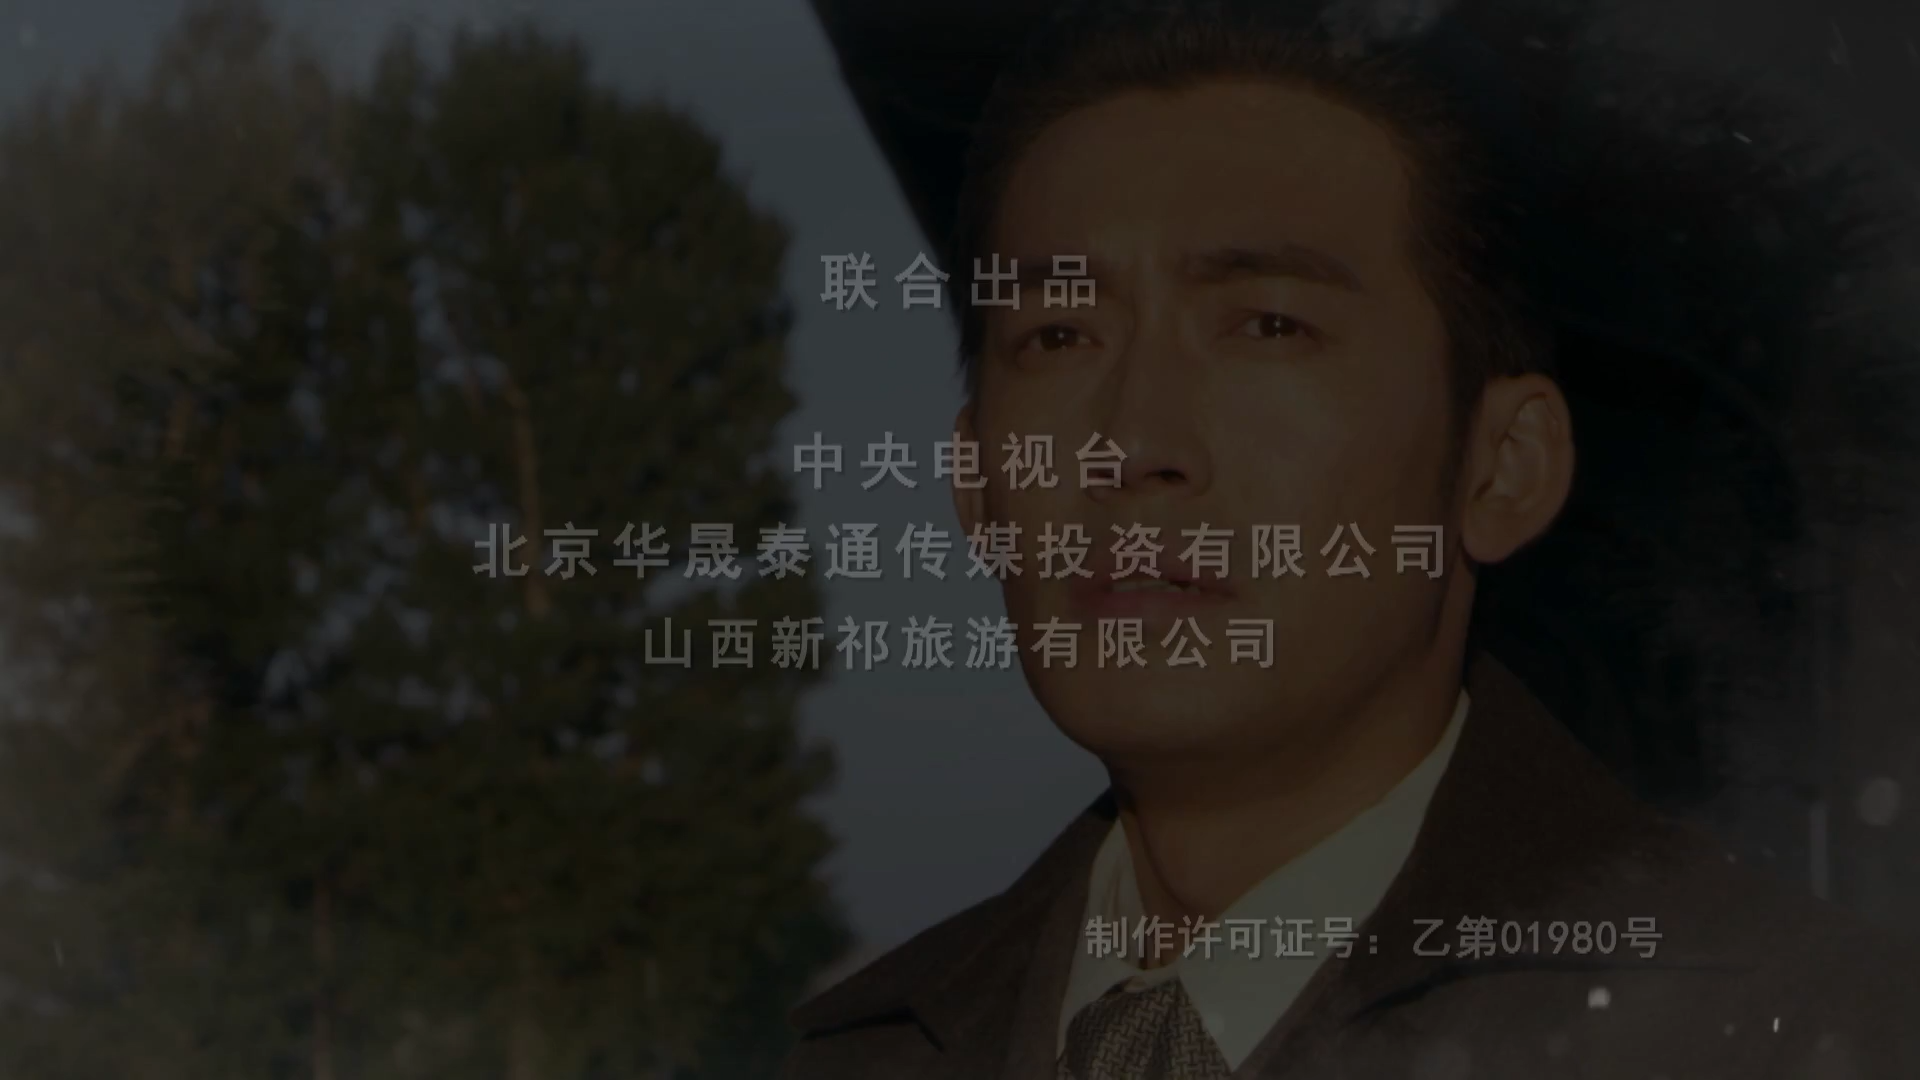 联合出品
中央电视台
北京华晟泰通传媒投资有限公司
山西新祁旅游有限公司
制作许可证号：乙第01980号